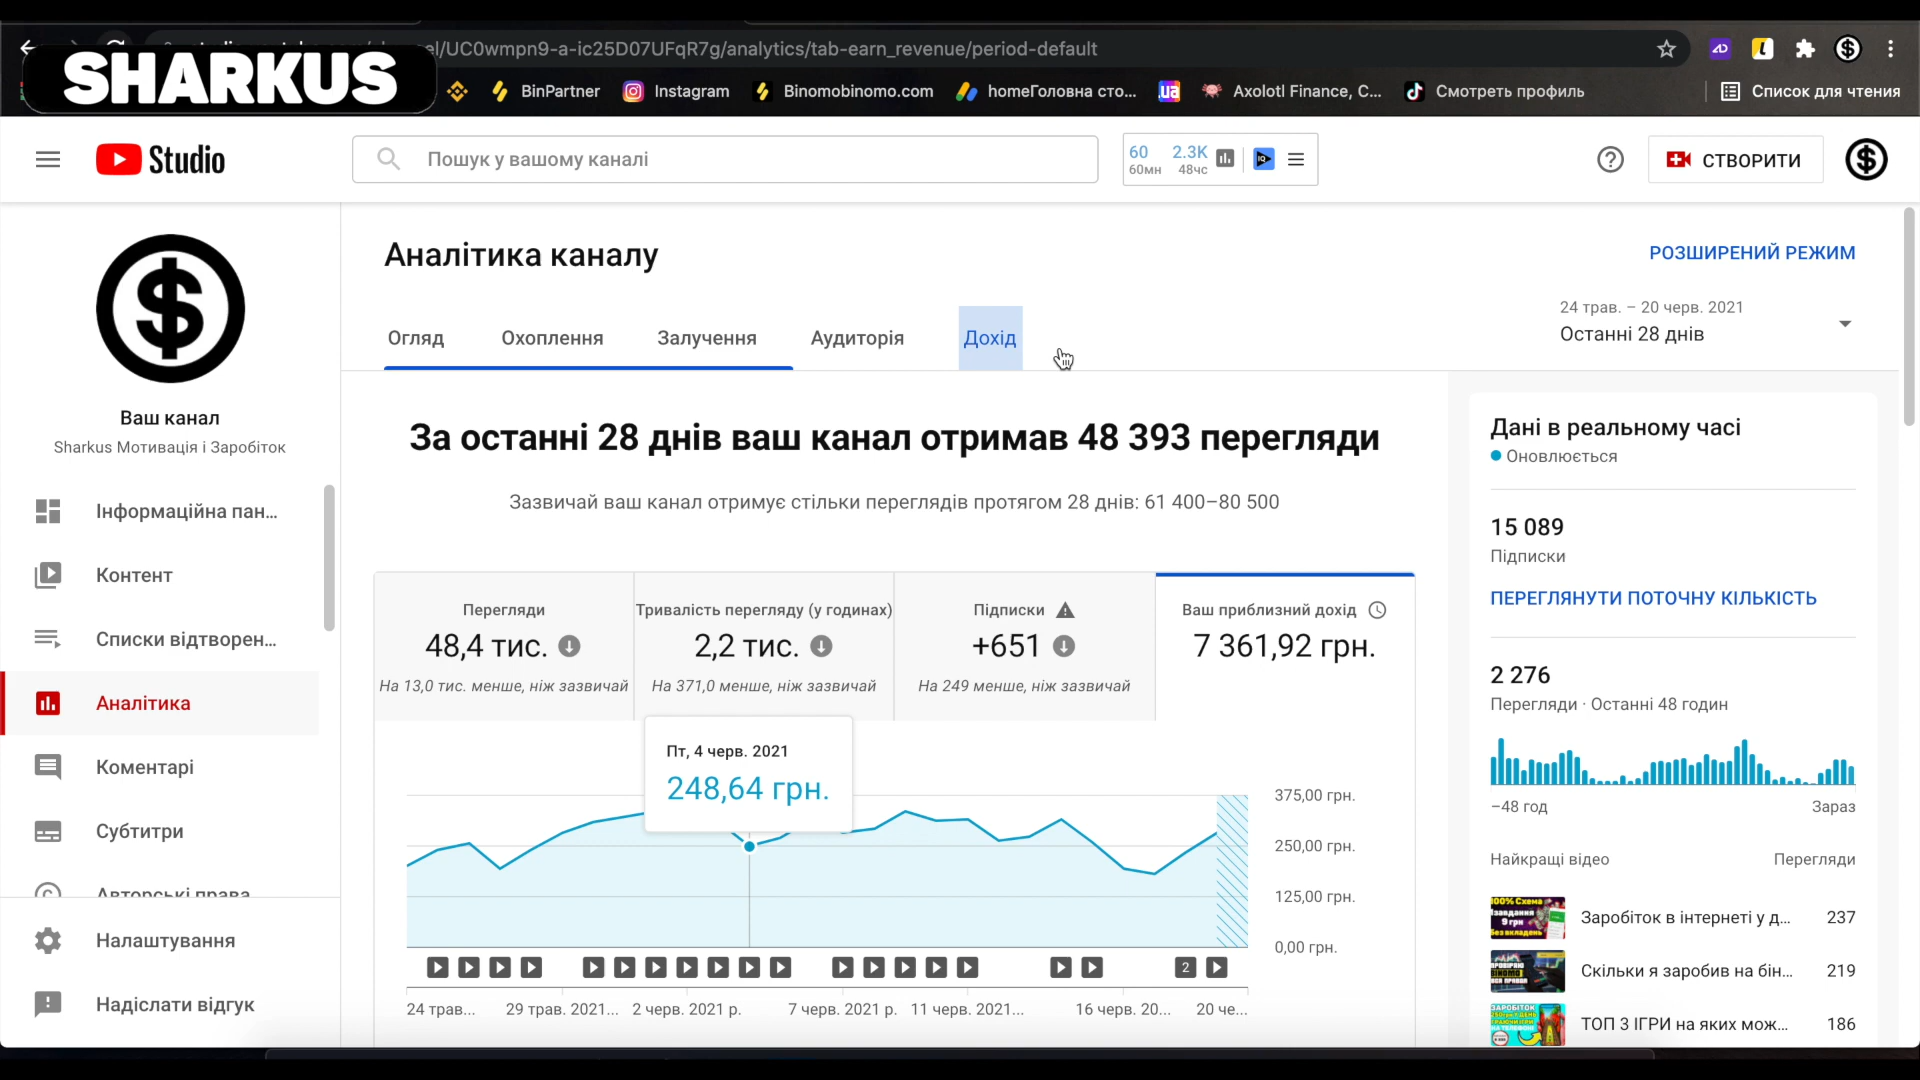 SHARKUS
el/UC0wmpn9-a-ic25D07UFqR7g/analytics/tab-earn_revenue/period-default
BinPartner Instagram Binomobinomo.com homeГоловна сто... Axolotl Finance, C... Смотреть профиль Список для чтения
Studio
Пошук у вашому каналі
60 2.3K
60мн 48чс
СТВОРИТИ
Аналітика каналу
РОЗШИРЕНИЙ РЕЖИМ
24 трав. – 20 черв. 2021
Останні 28 днів
Огляд Охоплення Залучення Аудиторія Дохід
Ваш канал
Sharkus Мотивація і Заробіток
Інформаційна пан...
Контент
Списки відтворен...
Аналітика
Коментарі
Субтитри
Авторські права
Налаштування
Надіслати відгук
За останні 28 днів ваш канал отримав 48 393 перегляди
Зазвичай ваш канал отримує стільки переглядів протягом 28 днів: 61 400–80 500
Перегляди
48,4 тис.
На 13,0 тис. менше, ніж зазвичай
Тривалість перегляду (у годинах)
2,2 тис.
На 371,0 менше, ніж зазвичай
Підписки
+651
На 249 менше, ніж зазвичай
Ваш приблизний дохід
7 361,92 грн.
Пт, 4 черв. 2021
248,64 грн.
375,00 грн.
250,00 грн.
125,00 грн.
0,00 грн.
2
24 трав... 29 трав. 2021... 2 черв. 2021 р. 7 черв. 2021 р. 11 черв. 2021... 16 черв. 20... 20 че...
Дані в реальному часі
Оновлюється
15 089
Підписки
ПЕРЕГЛЯНУТИ ПОТОЧНУ КІЛЬКІСТЬ
2 276
Перегляди · Останні 48 годин
−48 год Зараз
Найкращі відео Перегляди
Заробіток в інтернеті у д... 237
Скільки я заробив на бін... 219
ТОП 3 ІГРИ на яких мож... 186